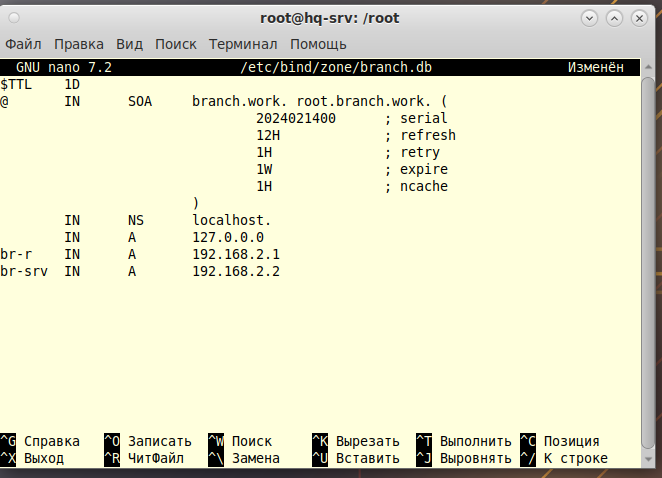 root@hq-srv: /root
Файл Правка Вид Поиск Терминал Помощь
GNU nano 7.2 /etc/bind/zone/branch.db Изменён
$TTL 1D
@ IN SOA branch.work. root.branch.work. (
2024021400 ; serial
12H ; refresh
1H ; retry
1W ; expire
1H ; ncache
)
IN NS localhost.
IN A 127.0.0.0
br-r IN A 192.168.2.1
br-srv IN A 192.168.2.2
^G Справка ^O Записать ^W Поиск ^K Вырезать ^T Выполнить ^C Позиция
^X Выход ^R ЧитФайл ^\ Замена ^U Вставить ^J Выровнять ^/ К строке